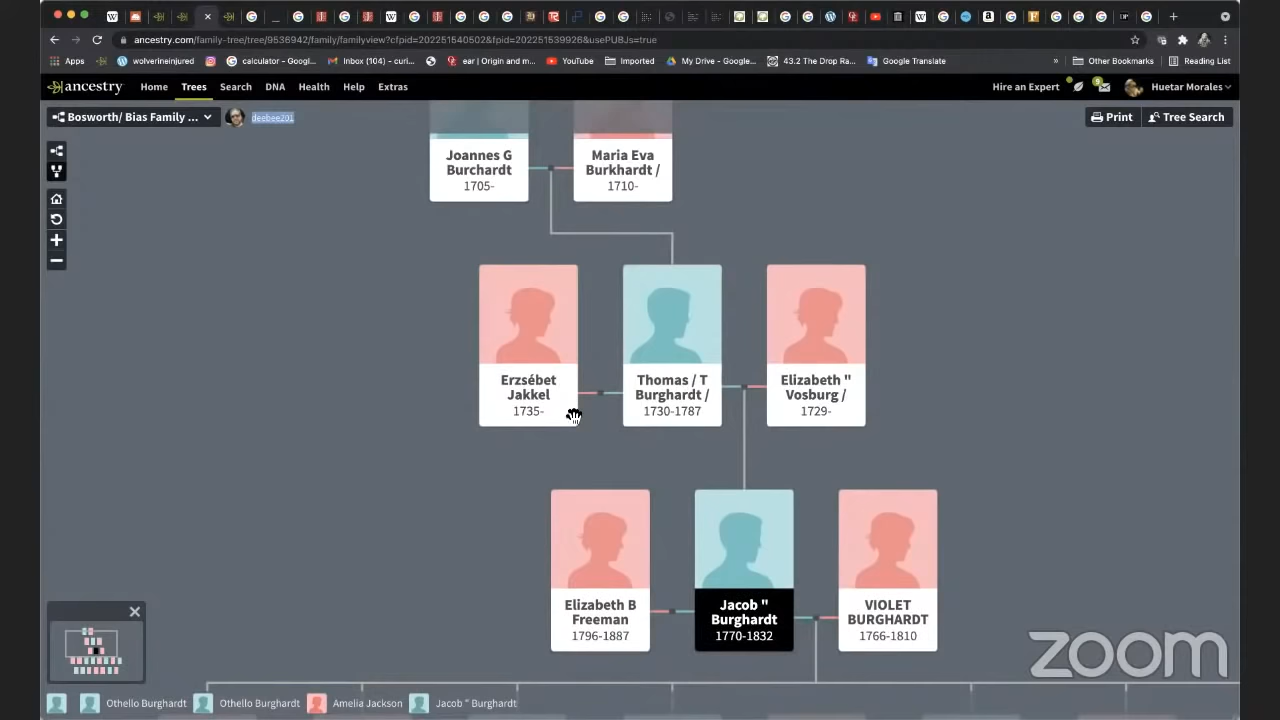 ancestry.com/family-tree/tree/9536942/family/familyview?cfpid=202251540502&fpid=202251539926&usePUBJs=true
Apps
wolverineinjured
calculator - Googl...
Inbox (104) - curi...
ear | Origin and m...
YouTube
Imported
My Drive - Google...
43.2 The Drop Ra...
Google Translate
»
Other Bookmarks
Reading List
ancestry
Home
Trees
Search
DNA
Health
Help
Extras
Hire an Expert
9
Huetar Morales
Bosworth/ Bias Family ...
deebee201
Print
Tree Search
Joannes G
Burchardt
1705-
Maria Eva
Burkhardt /
1710-
Erzsébet
Jakkel
1735-
Thomas / T
Burghardt /
1730-1787
Elizabeth "
Vosburg /
1729-
Elizabeth B
Freeman
1796-1887
Jacob "
Burghardt
1770-1832
VIOLET
BURGHARDT
1766-1810
Othello Burghardt
Othello Burghardt
Amelia Jackson
Jacob " Burghardt
zoom